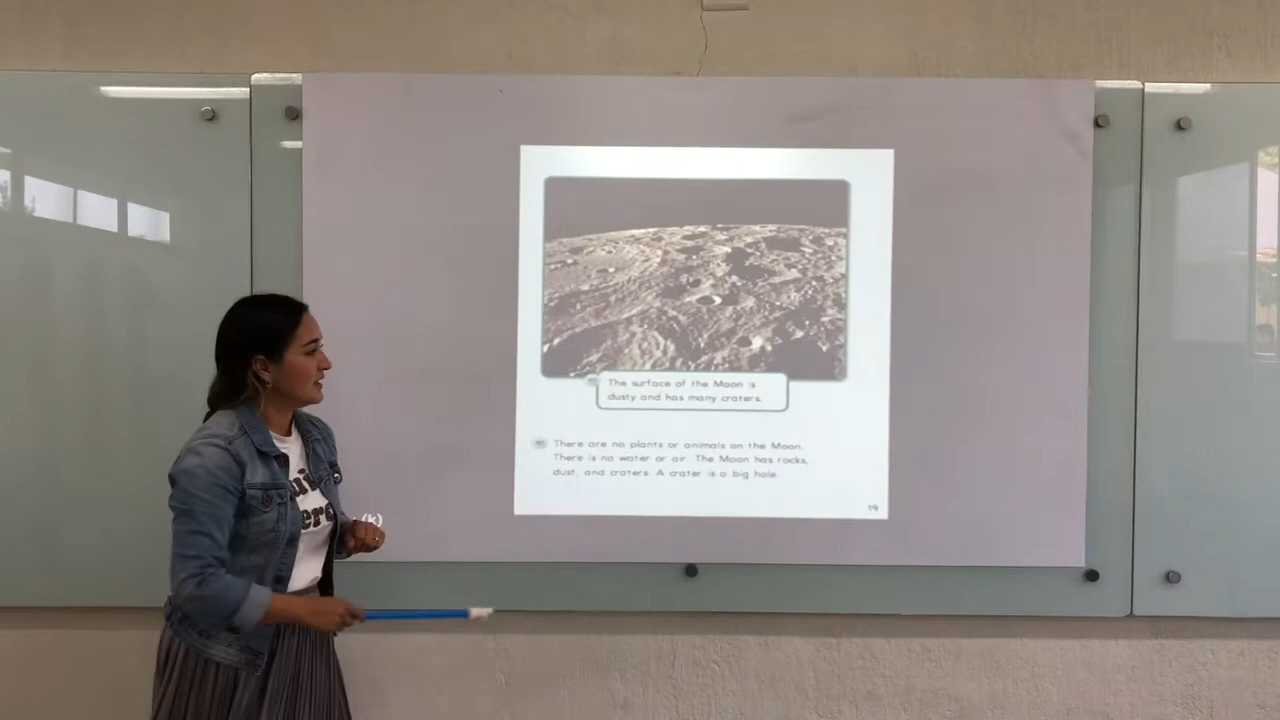 The surface of the Moon is
dusty and has many craters.
There are no plants or animals on the Moon.
There is no water or air. The Moon has rocks,
dust, and craters. A crater is a big hole.
19
(k)